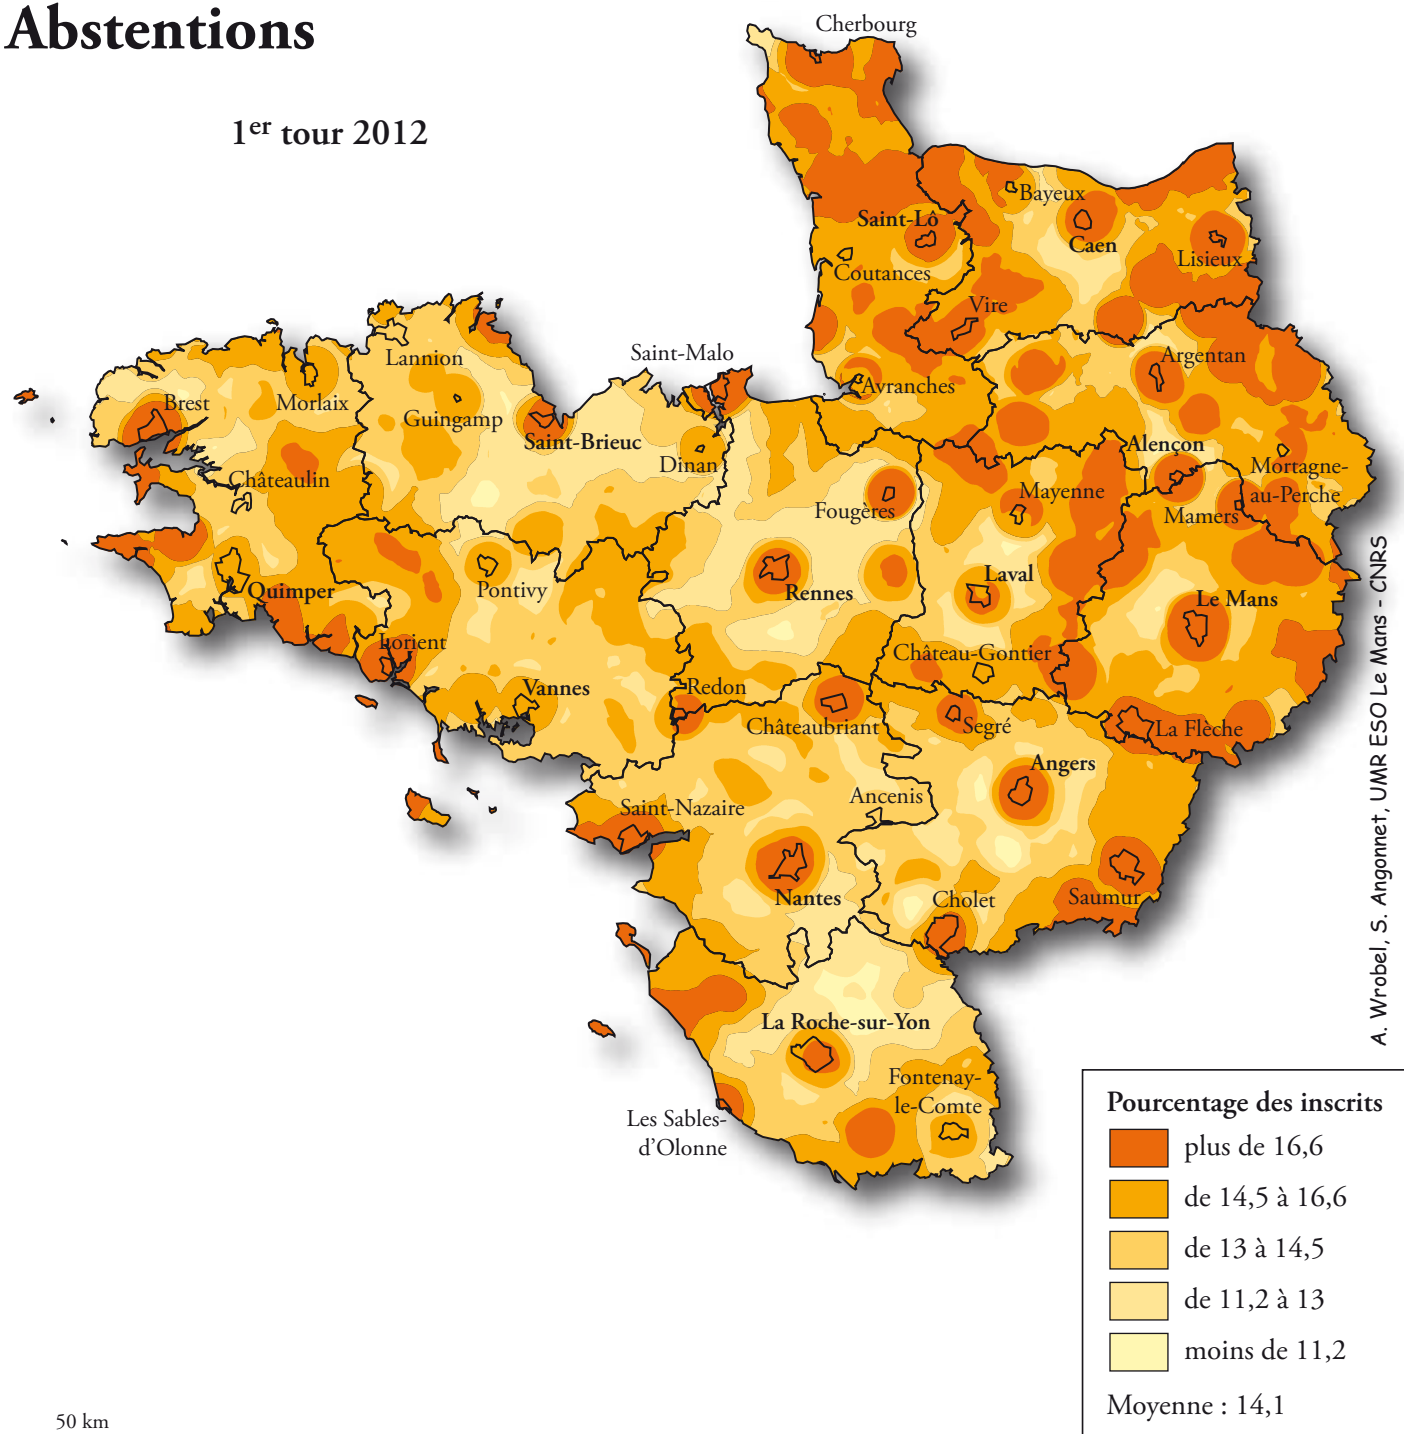 Abstentions
1er tour 2012
Cherbourg
Bayeux
Saint-Lô
Caen
Lisieux
Coutances
Vire
Lannion
Saint-Malo
Argentan
Avranches
Brest
Morlaix
Guingamp
Saint-Brieuc
Dinan
Alençon
Mortagne-
au-Perche
Châteaulin
Fougères
Mayenne
Mamers
Quimper
Pontivy
Rennes
Laval
Le Mans
Lorient
Château-Gontier
Vannes
Redon
Châteaubriant
Segré
La Flèche
Angers
Saint-Nazaire
Ancenis
Nantes
Cholet
Saumur
La Roche-sur-Yon
Fontenay-
le-Comte
Les Sables-
d'Olonne
A. Wrobel, S. Angonnet, UMR ESO Le Mans - CNRS
Pourcentage des inscrits
plus de 16,6
de 14,5 à 16,6
de 13 à 14,5
de 11,2 à 13
moins de 11,2
Moyenne : 14,1
50 km